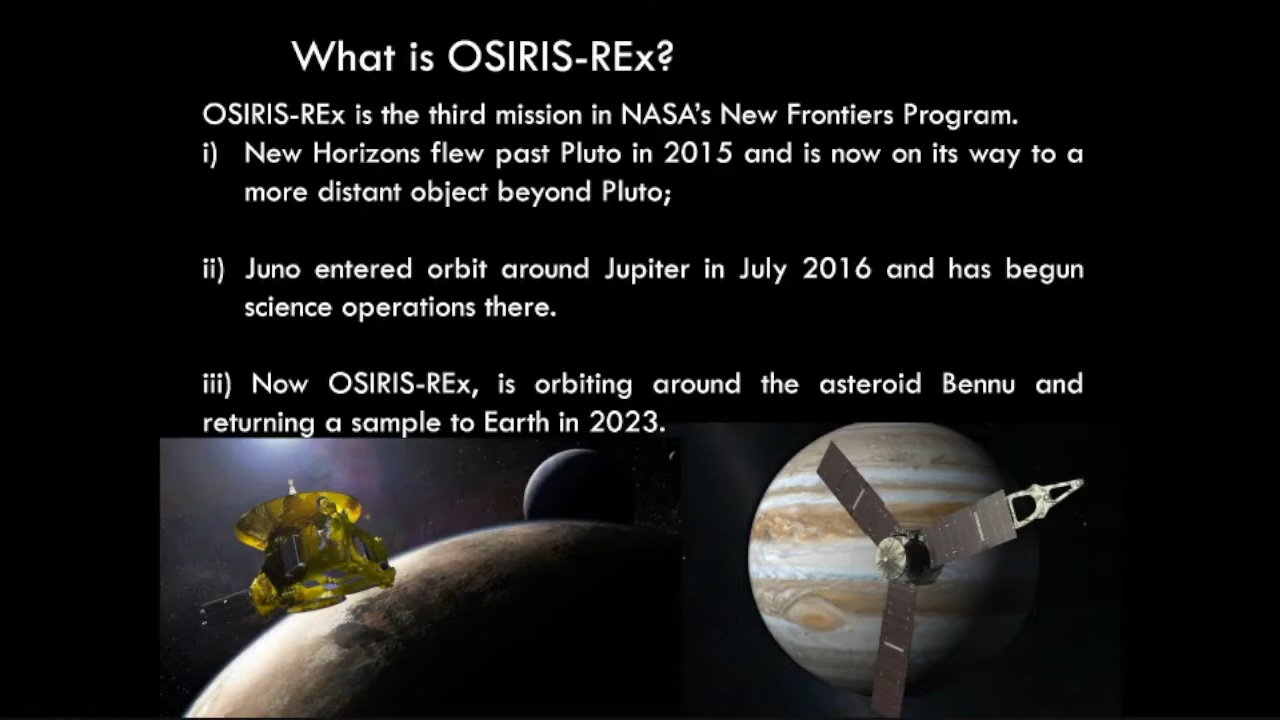 What is OSIRIS-REx?
OSIRIS-REx is the third mission in NASA's New Frontiers Program.
i) New Horizons flew past Pluto in 2015 and is now on its way to a
more distant object beyond Pluto;
ii) Juno entered orbit around Jupiter in July 2016 and has begun
science operations there.
iii) Now OSIRIS-REx, is orbiting around the asteroid Bennu and
returning a sample to Earth in 2023.